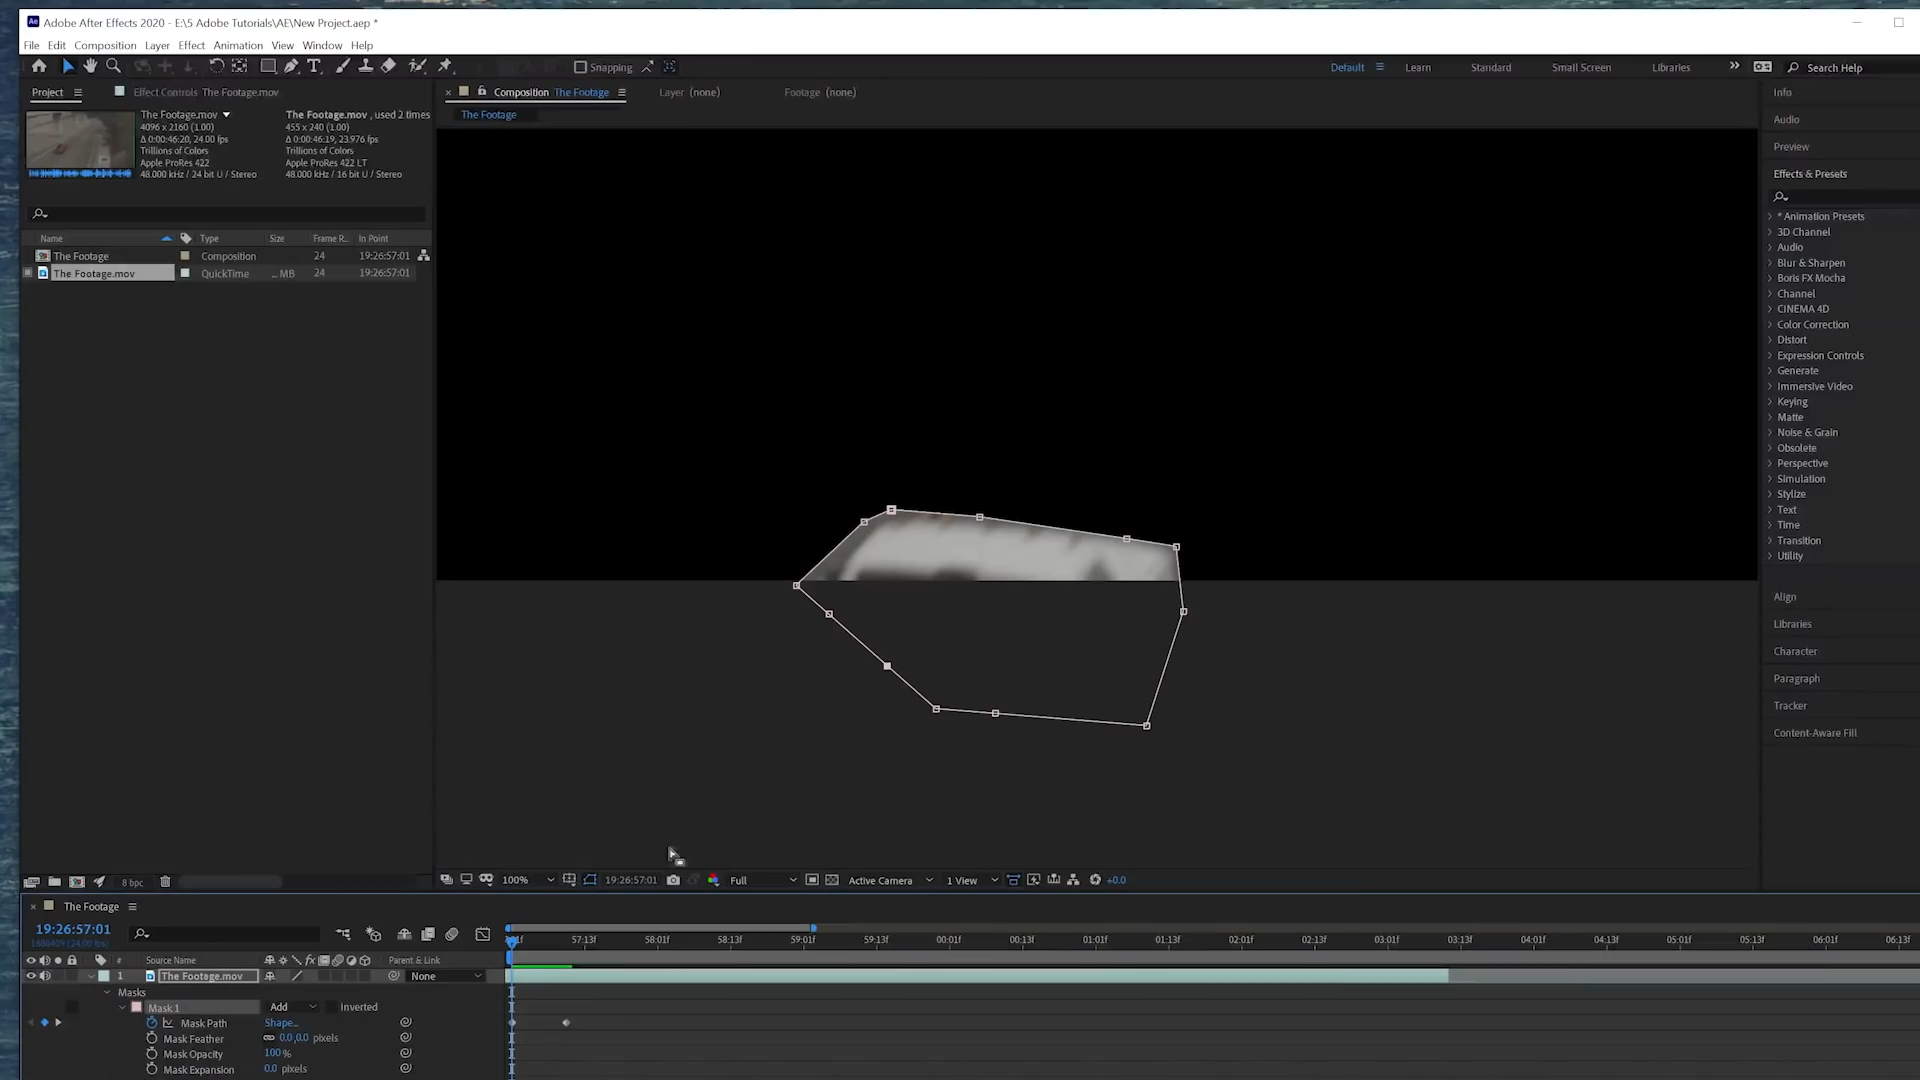 Adobe After Effects 2020 - E:\5 Adobe Tutorials\AE\New Project.aep *
File Edit Composition Layer Effect Animation View Window Help
Snapping
Default Learn Standard Small Screen Libraries Search Help
Project Effect Controls The Footage.mov
The Footage.mov
4096 x 2160 (1.00)
Δ 0:00:46:20, 24.00 fps
Trillions of Colors
Apple ProRes 422
48.000 kHz / 24 bit U / Stereo
The Footage.mov , used 2 times
455 x 240 (1.00)
Δ 0:00:46:19, 23.976 fps
Trillions of Colors
Apple ProRes 422 LT
48.000 kHz / 16 bit U / Stereo
Name Type Size Frame R... In Point
The Footage Composition 24 19:26:57:01
The Footage.mov QuickTime ... MB 24 19:26:57:01
8 bpc
Composition The Footage Layer (none) Footage (none)
The Footage
100% 19:26:57:01 Full Active Camera 1 View +0.0
Info
Audio
Preview
Effects & Presets
* Animation Presets
3D Channel
Audio
Blur & Sharpen
Boris FX Mocha
Channel
CINEMA 4D
Color Correction
Distort
Expression Controls
Generate
Immersive Video
Keying
Matte
Noise & Grain
Obsolete
Perspective
Simulation
Stylize
Text
Time
Transition
Utility
Align
Libraries
Character
Paragraph
Tracker
Content-Aware Fill
The Footage
19:26:57:01
1680409 (24.00 fps)
57:13f 58:01f 58:13f 59:01f 59:13f 00:01f 00:13f 01:01f 01:13f 02:01f 02:13f 03:01f 03:13f 04:01f 04:13f 05:01f 05:13f 06:01f 06:13f
# Source Name Parent & Link
1 The Footage.mov None
Masks
Mask 1 Add Inverted
Mask Path Shape...
Mask Feather 0.0,0.0 pixels
Mask Opacity 100 %
Mask Expansion 0.0 pixels